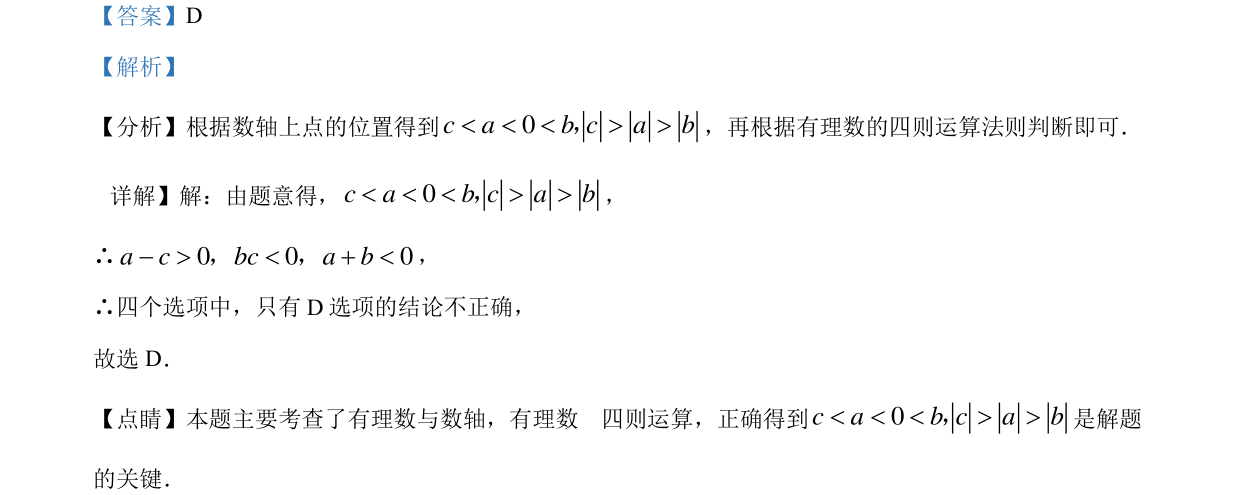 【答案】D
【解析】
【分析】根据数轴上点的位置得到c<a<0<b,|c|>|a|>|b|，再根据有理数的四则运算法则判断即可．
详解】解：由题意得，c<a<0<b,|c|>|a|>|b|，
∴a−c>0，bc<0，a+b<0，
∴四个选项中，只有 D 选项的结论不正确，
故选 D．
【点睛】本题主要考查了有理数与数轴，有理数 四则运算，正确得到c<a<0<b,|c|>|a|>|b|是解题
的关键．